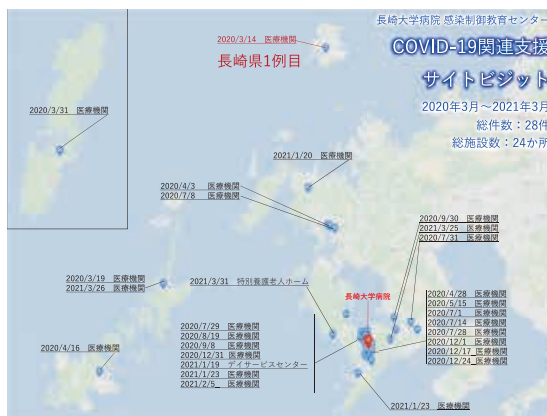 長崎大学病院 感染制御教育センター
COVID-19関連支援
サイトビジット
2020年3月～2021年3月
総件数：28件
総施設数：24か所
2020/3/14 医療機関
長崎県1例目
2020/3/31 医療機関
2021/1/20 医療機関
2020/4/3 医療機関
2020/7/8 医療機関
2020/9/30 医療機関
2021/3/25 医療機関
2020/7/31 医療機関
2020/3/19 医療機関
2021/3/26 医療機関
2021/3/31 特別養護老人ホーム
長崎大学病院
2020/4/28 医療機関
2020/5/15 医療機関
2020/7/1 医療機関
2020/7/14 医療機関
2020/7/28 医療機関
2020/12/1 医療機関
2020/12/17 医療機関
2020/12/24 医療機関
2020/7/29 医療機関
2020/8/19 医療機関
2020/9/8 医療機関
2020/12/31 医療機関
2021/1/19 デイサービスセンター
2021/1/23 医療機関
2021/2/5 医療機関
2020/4/16 医療機関
2021/1/23 医療機関